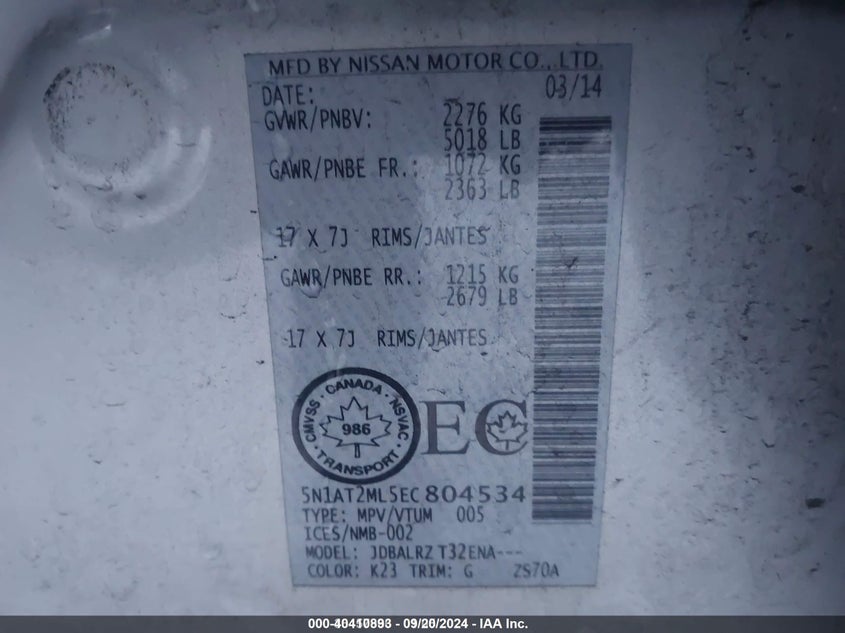 MFD BY NISSAN MOTOR CO., LTD.
DATE: 03/14
GVWR/PNBV: 2276 KG
5018 LB
GAWR/PNBE FR.: 1072 KG
2363 LB
17 X 7J RIMS/JANTES
GAWR/PNBE RR.: 1215 KG
2679 LB
17 X 7J RIMS/JANTES
CANADA
CMVSS · NSVAC
986
TRANSPORT
EC
5N1AT2ML5EC804534
TYPE: MPV/VTUM 005
ICES/NMB-002
MODEL: JDBALRZ T32ENA---
COLOR: K23 TRIM: G ZS70A
09/20/2024 - IAA Inc.